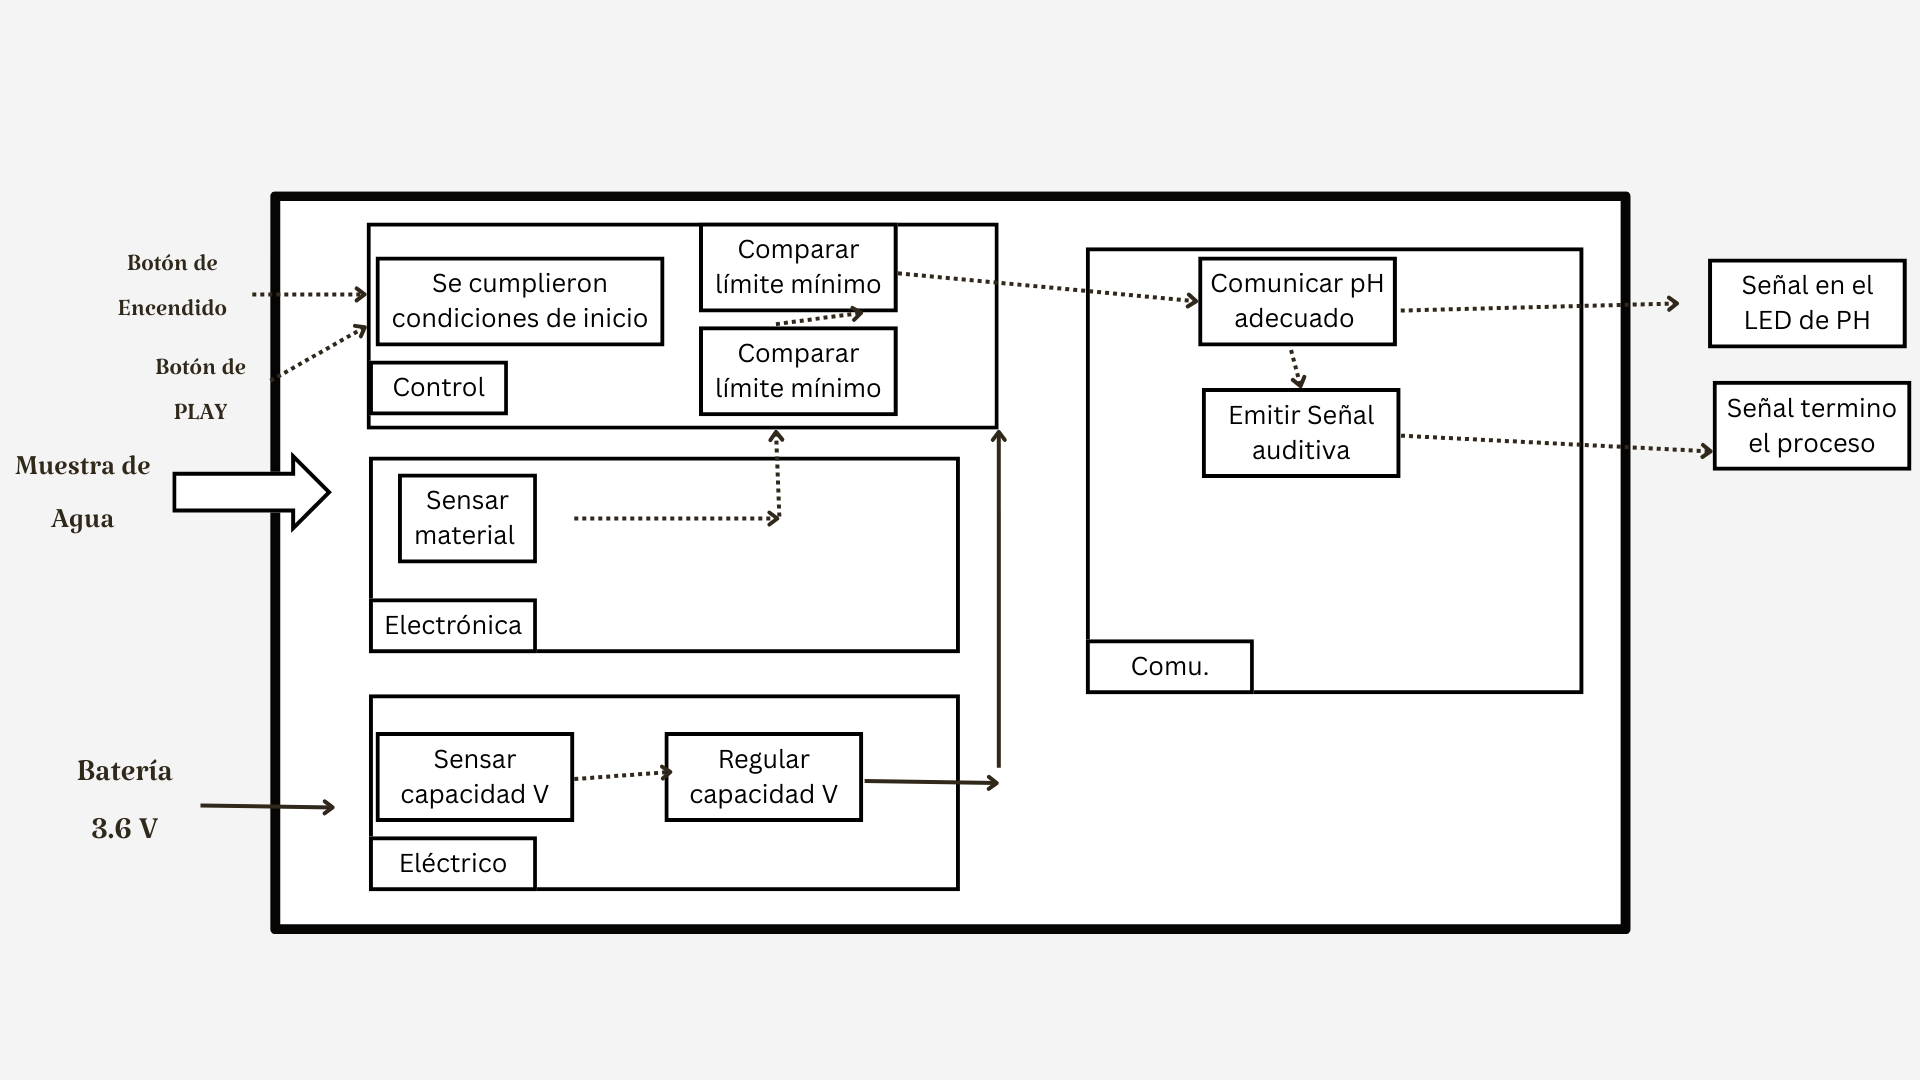 Botón de
Encendido
Botón de
PLAY
Muestra de
Agua
Batería
3.6 V
Se cumplieron
condiciones de inicio
Control
Comparar
límite mínimo
Comparar
límite mínimo
Sensar
material
Electrónica
Sensar
capacidad V
Regular
capacidad V
Eléctrico
Comunicar pH
adecuado
Emitir Señal
auditiva
Comu.
Señal en el
LED de PH
Señal termino
el proceso